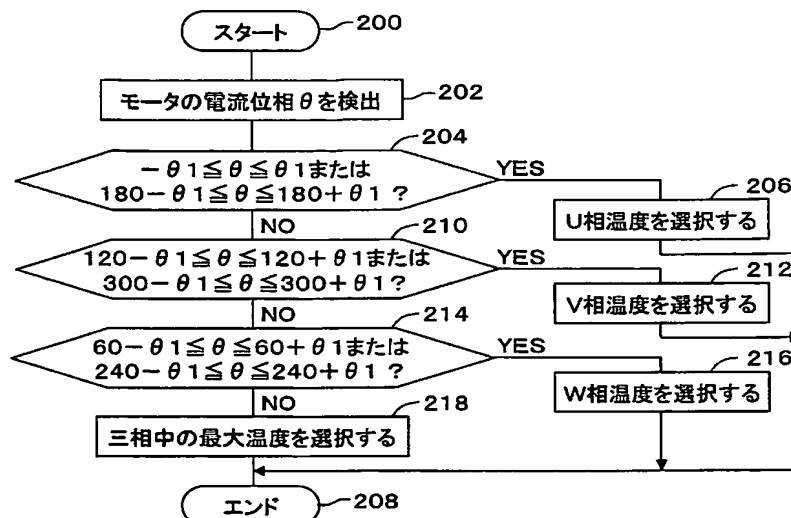 スタート
200
モータの電流位相θを検出
202
204
-θ1≦θ≦θ1または
180-θ1≦θ≦180+θ1?
YES
206
U相温度を選択する
NO
210
120-θ1≦θ≦120+θ1または
300-θ1≦θ≦300+θ1?
YES
212
V相温度を選択する
NO
214
60-θ1≦θ≦60+θ1または
240-θ1≦θ≦240+θ1?
YES
216
W相温度を選択する
NO
218
三相中の最大温度を選択する
エンド
208